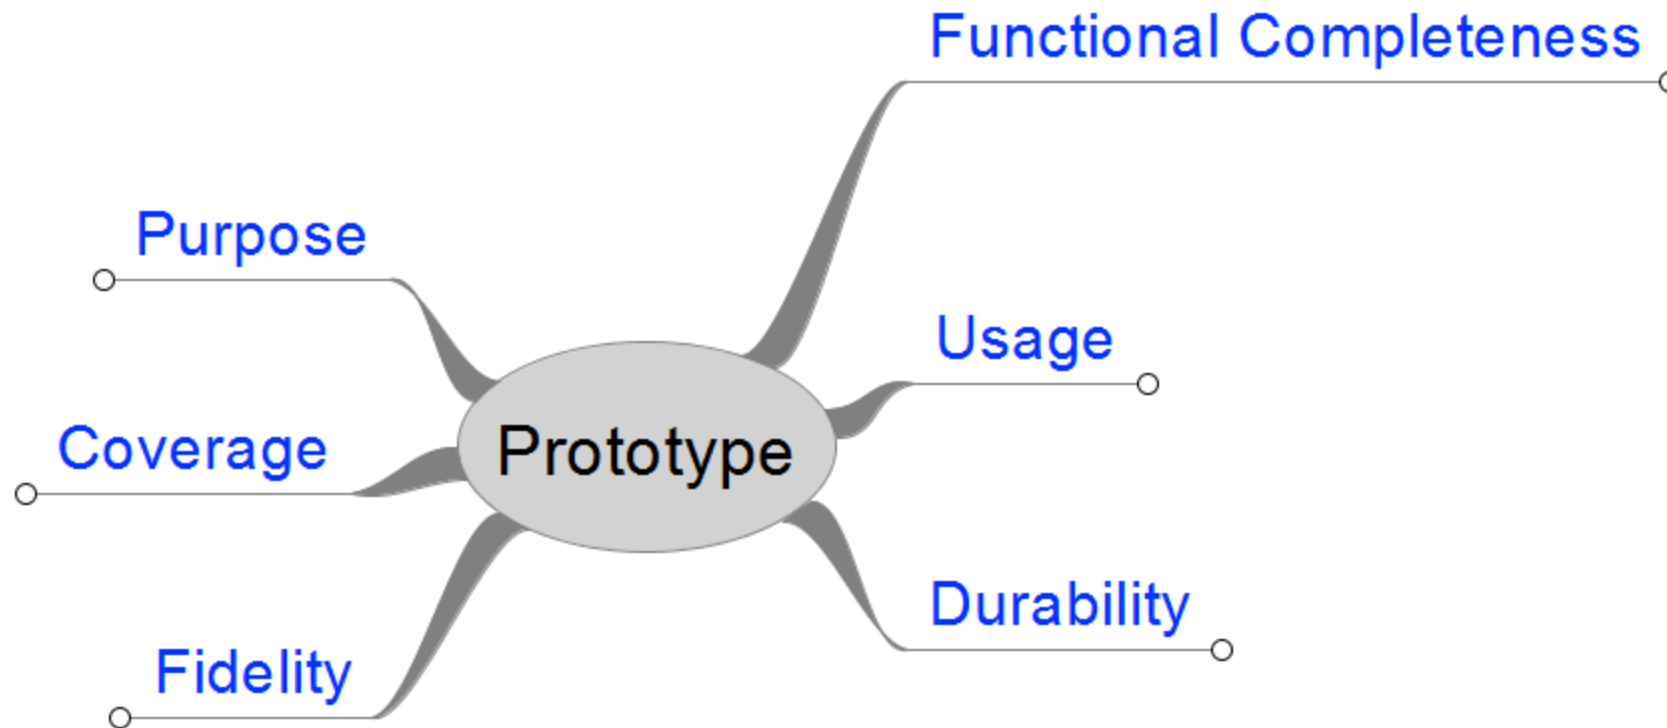 Functional Completeness
Purpose
Usage
Coverage
Prototype
Durability
Fidelity